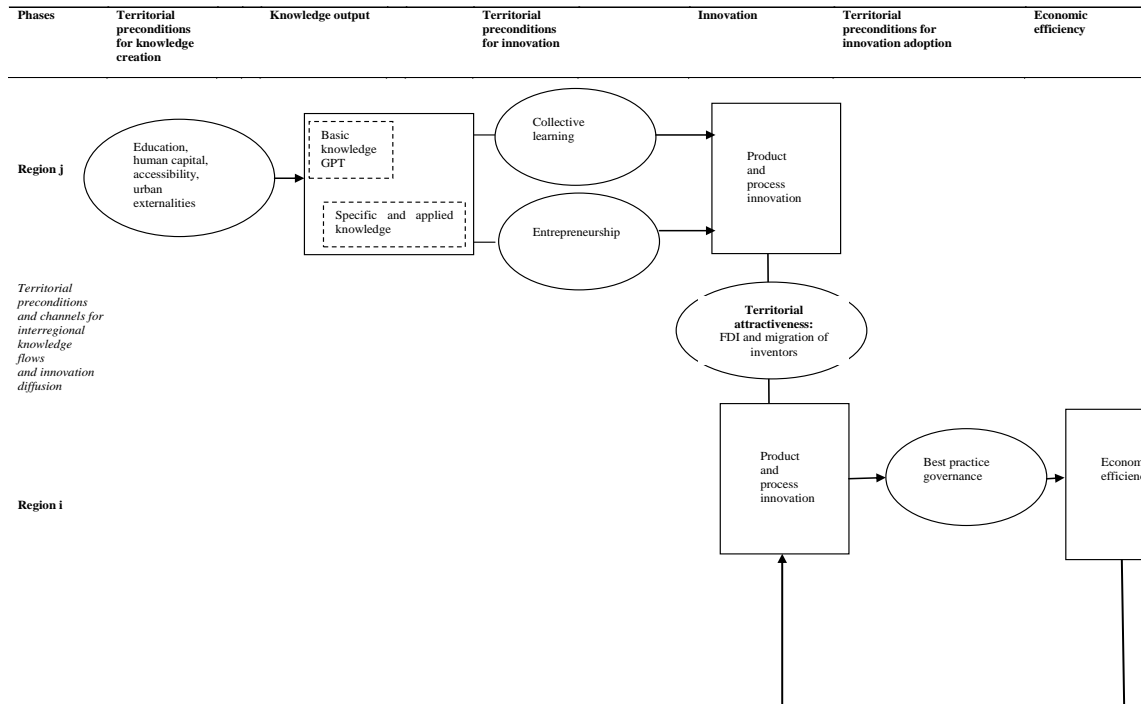 Phases
Territorial
preconditions
for knowledge
creation
Knowledge output
Territorial
preconditions
for innovation
Innovation
Territorial
preconditions for
innovation adoption
Economic
efficiency
Region j
Education,
human capital,
accessibility,
urban
externalities
Basic
knowledge
GPT
Specific and applied
knowledge
Collective
learning
Entrepreneurship
Product
and
process
innovation
Territorial
preconditions
and channels for
interregional
knowledge
flows
and innovation
diffusion
Territorial
attractiveness:
FDI and migration of
inventors
Region i
Product
and
process
innovation
Best practice
governance